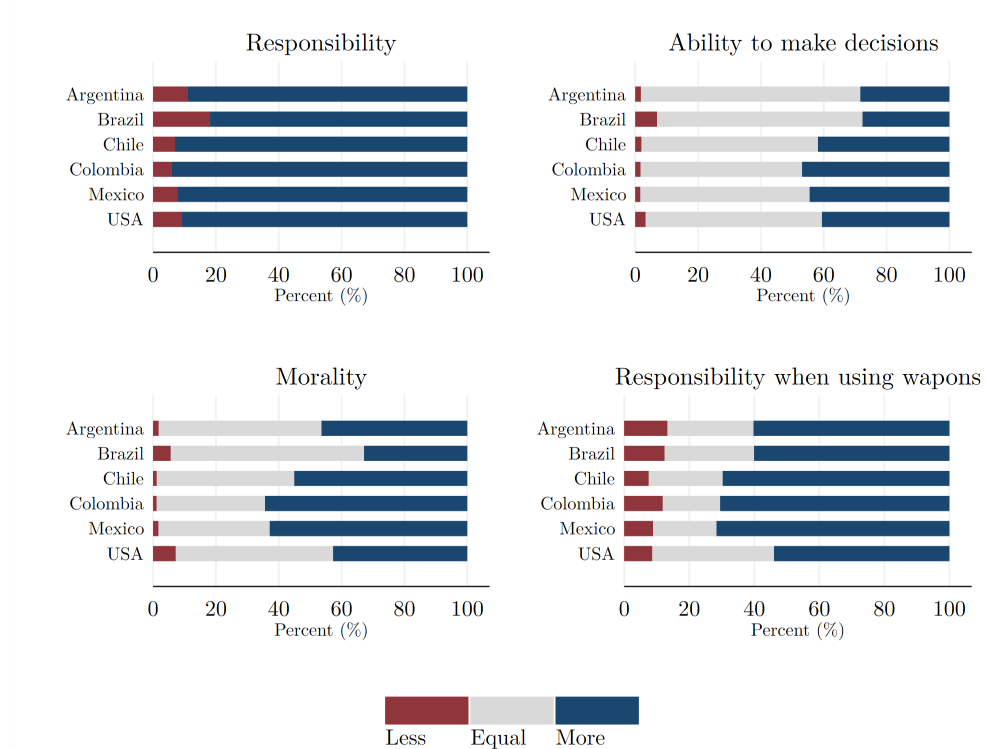 Responsibility
Argentina
Brazil
Chile
Colombia
Mexico
USA
0 20 40 60 80 100
Percent (%)
Ability to make decisions
Argentina
Brazil
Chile
Colombia
Mexico
USA
0 20 40 60 80 100
Percent (%)
Morality
Argentina
Brazil
Chile
Colombia
Mexico
USA
0 20 40 60 80 100
Percent (%)
Responsibility when using wapons
Argentina
Brazil
Chile
Colombia
Mexico
USA
0 20 40 60 80 100
Percent (%)
Less Equal More